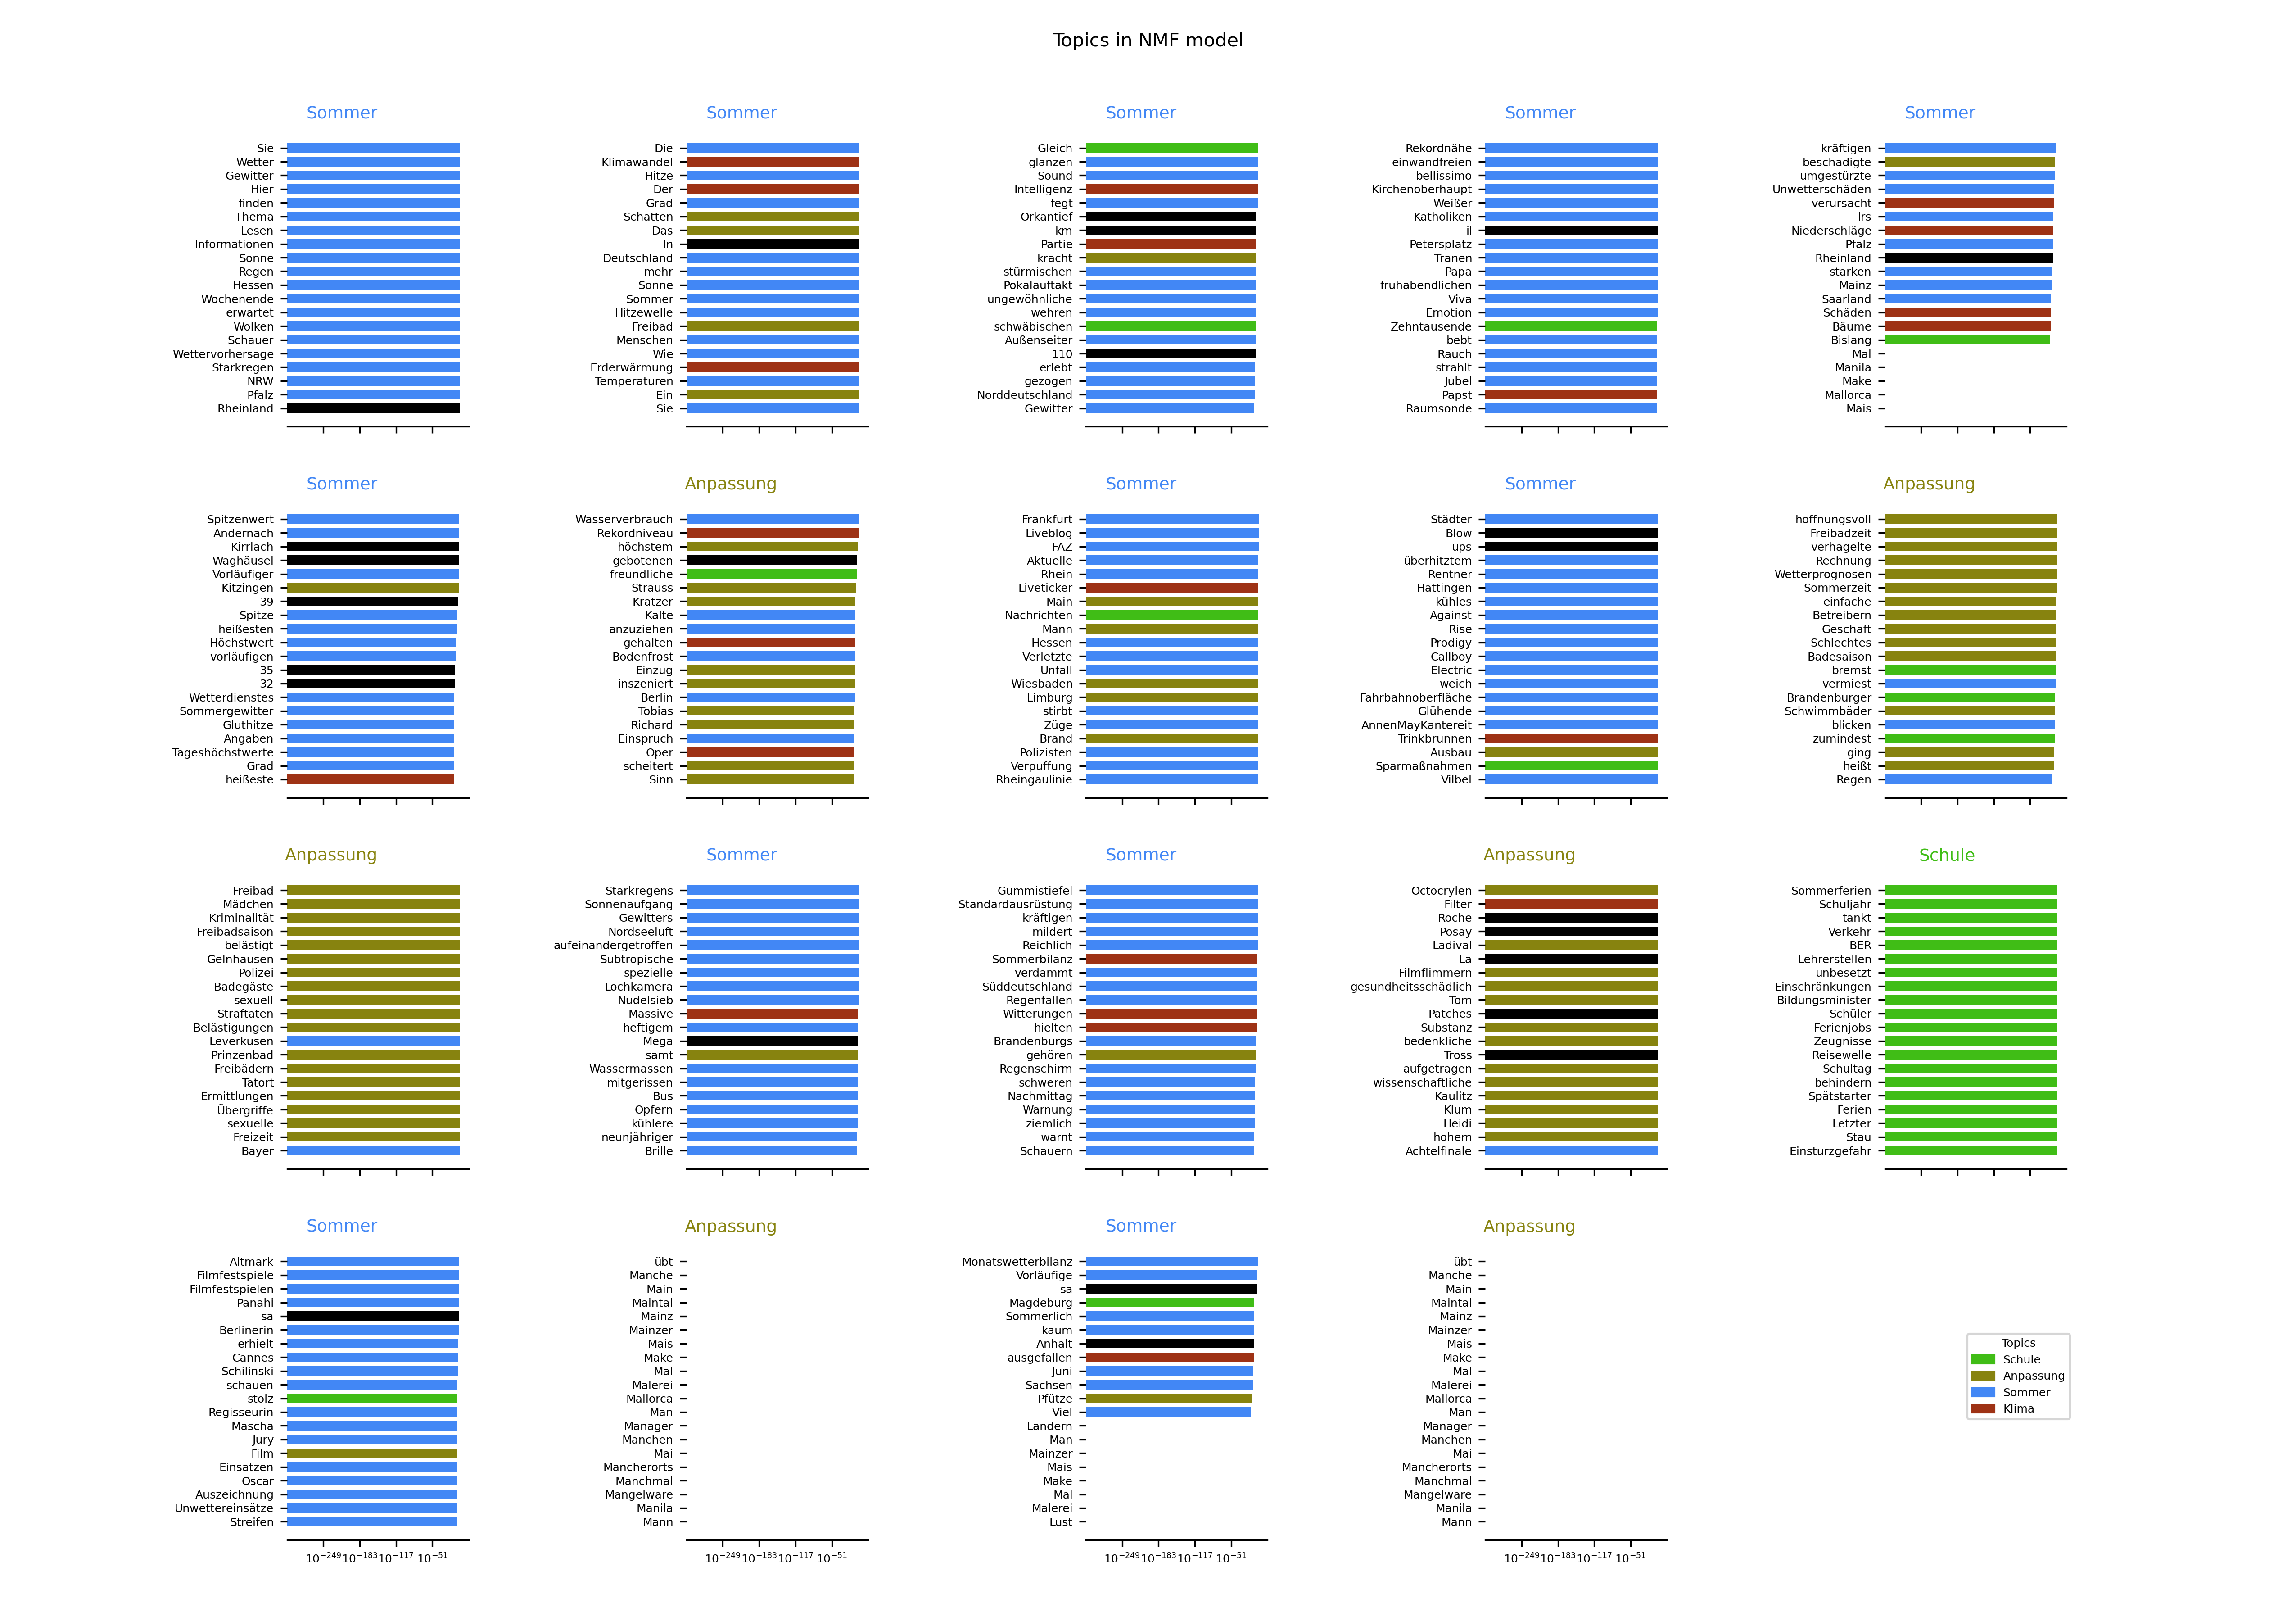 Topics in NMF model
Sommer
Sie
Wetter
Gewitter
Hier
finden
Thema
Lesen
Informationen
Sonne
Regen
Hessen
Wochenende
erwartet
Wolken
Schauer
Wettervorhersage
Starkregen
NRW
Pfalz
Rheinland
Sommer
Die
Klimawandel
Hitze
Der
Grad
Schatten
Das
In
Deutschland
mehr
Sonne
Sommer
Hitzewelle
Freibad
Menschen
Wie
Erderwärmung
Temperaturen
Ein
Sie
Sommer
Gleich
glänzen
Sound
Intelligenz
fegt
Orkantief
km
Partie
kracht
stürmischen
Pokalauftakt
ungewöhnliche
wehren
schwäbischen
Außenseiter
110
erlebt
gezogen
Norddeutschland
Gewitter
Sommer
Rekordnähe
einwandfreien
bellissimo
Kirchenoberhaupt
Weißer
Katholiken
il
Petersplatz
Tränen
Papa
frühabendlichen
Viva
Emotion
Zehntausende
bebt
Rauch
strahlt
Jubel
Papst
Raumsonde
Sommer
kräftigen
beschädigte
umgestürzte
Unwetterschäden
verursacht
lrs
Niederschläge
Pfalz
Rheinland
starken
Mainz
Saarland
Schäden
Bäume
Bislang
Mal
Manila
Make
Mallorca
Mais
Sommer
Spitzenwert
Andernach
Kirrlach
Waghäusel
Vorläufiger
Kitzingen
39
Spitze
heißesten
Höchstwert
vorläufigen
35
32
Wetterdienstes
Sommergewitter
Gluthitze
Angaben
Tageshöchstwerte
Grad
heißeste
Anpassung
Wasserverbrauch
Rekordniveau
höchstem
gebotenen
freundliche
Strauss
Kratzer
Kalte
anzuziehen
gehalten
Bodenfrost
Einzug
inszeniert
Berlin
Tobias
Richard
Einspruch
Oper
scheitert
Sinn
Sommer
Frankfurt
Liveblog
FAZ
Aktuelle
Rhein
Liveticker
Main
Nachrichten
Mann
Hessen
Verletzte
Unfall
Wiesbaden
Limburg
stirbt
Züge
Brand
Polizisten
Verpuffung
Rheingaulinie
Sommer
Städter
Blow
ups
überhitztem
Rentner
Hattingen
kühles
Against
Rise
Prodigy
Callboy
Electric
weich
Fahrbahnoberfläche
Glühende
AnnenMayKantereit
Trinkbrunnen
Ausbau
Sparmaßnahmen
Vilbel
Anpassung
hoffnungsvoll
Freibadzeit
verhagelte
Rechnung
Wetterprognosen
Sommerzeit
einfache
Betreibern
Geschäft
Schlechtes
Badesaison
bremst
vermiest
Brandenburger
Schwimmbäder
blicken
zumindest
ging
heißt
Regen
Anpassung
Freibad
Mädchen
Kriminalität
Freibadsaison
belästigt
Gelnhausen
Polizei
Badegäste
sexuell
Straftaten
Belästigungen
Leverkusen
Prinzenbad
Freibädern
Tatort
Ermittlungen
Übergriffe
sexuelle
Freizeit
Bayer
Sommer
Starkregens
Sonnenaufgang
Gewitters
Nordseeluft
aufeinandergetroffen
Subtropische
spezielle
Lochkamera
Nudelsieb
Massive
heftigem
Mega
samt
Wassermassen
mitgerissen
Bus
Opfern
kühlere
neunjähriger
Brille
Sommer
Gummistiefel
Standardausrüstung
kräftigen
mildert
Reichlich
Sommerbilanz
verdammt
Süddeutschland
Regenfällen
Witterungen
hielten
Brandenburgs
gehören
Regenschirm
schweren
Nachmittag
Warnung
ziemlich
warnt
Schauern
Anpassung
Octocrylen
Filter
Roche
Posay
Ladival
La
Filmflimmern
gesundheitsschädlich
Tom
Patches
Substanz
bedenkliche
Tross
aufgetragen
wissenschaftliche
Kaulitz
Klum
Heidi
hohem
Achtelfinale
Schule
Sommerferien
Schuljahr
tankt
Verkehr
BER
Lehrerstellen
unbesetzt
Einschränkungen
Bildungsminister
Schüler
Ferienjobs
Zeugnisse
Reisewelle
Schultag
behindern
Spätstarter
Ferien
Letzter
Stau
Einsturzgefahr
Sommer
Altmark
Filmfestspiele
Filmfestspielen
Panahi
sa
Berlinerin
erhielt
Cannes
Schilinski
schauen
stolz
Regisseurin
Mascha
Jury
Film
Einsätzen
Oscar
Auszeichnung
Unwettereinsätze
Streifen
10⁻²⁴⁹ 10⁻¹⁸³ 10⁻¹¹⁷ 10⁻⁵¹
Anpassung
übt
Manche
Main
Maintal
Mainz
Mainzer
Mais
Make
Mal
Malerei
Mallorca
Man
Manager
Manchen
Mai
Mancherorts
Manchmal
Mangelware
Manila
Mann
10⁻²⁴⁹ 10⁻¹⁸³ 10⁻¹¹⁷ 10⁻⁵¹
Sommer
Monatswetterbilanz
Vorläufige
sa
Magdeburg
Sommerlich
kaum
Anhalt
ausgefallen
Juni
Sachsen
Pfütze
Viel
Ländern
Man
Mainzer
Mais
Make
Mal
Malerei
Lust
10⁻²⁴⁹ 10⁻¹⁸³ 10⁻¹¹⁷ 10⁻⁵¹
Anpassung
übt
Manche
Main
Maintal
Mainz
Mainzer
Mais
Make
Mal
Malerei
Mallorca
Man
Manager
Manchen
Mai
Mancherorts
Manchmal
Mangelware
Manila
Mann
10⁻²⁴⁹ 10⁻¹⁸³ 10⁻¹¹⁷ 10⁻⁵¹
Topics
Schule
Anpassung
Sommer
Klima